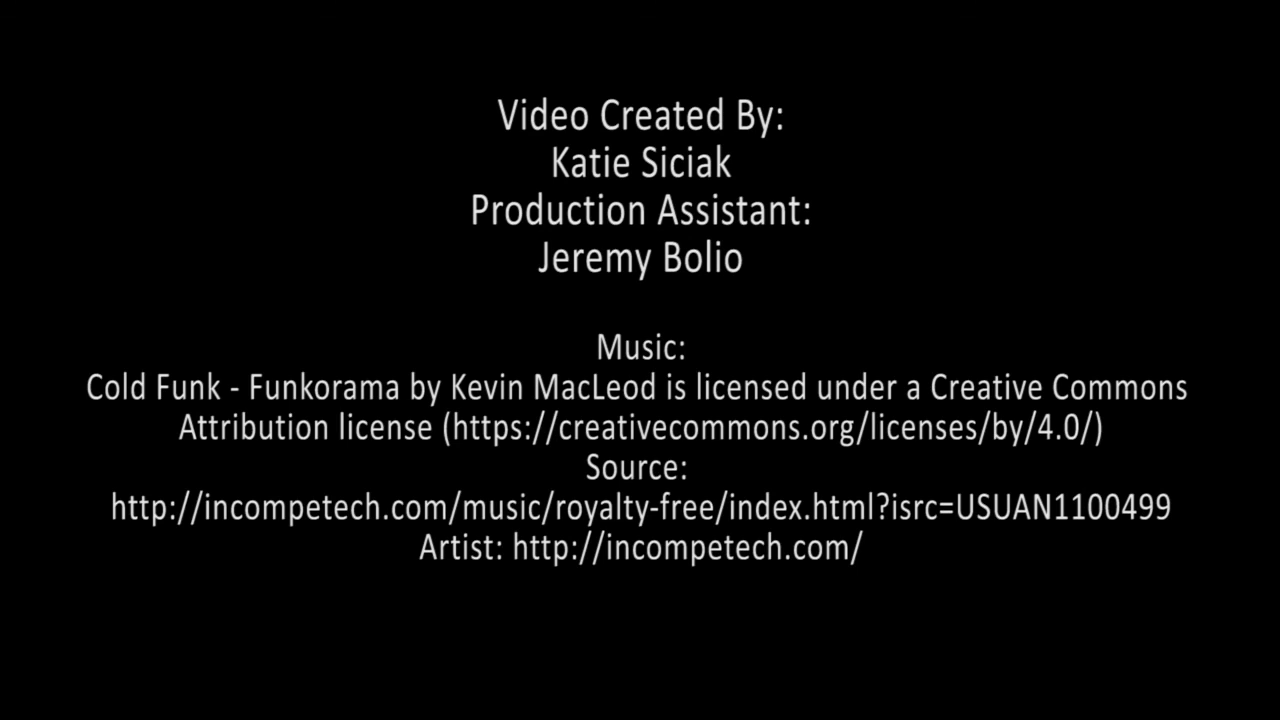 Video Created By:
Katie Siciak
Production Assistant:
Jeremy Bolio
Music:
Cold Funk - Funkorama by Kevin MacLeod is licensed under a Creative Commons
Attribution license (https://creativecommons.org/licenses/by/4.0/)
Source:
http://incompetech.com/music/royalty-free/index.html?isrc=USUAN1100499
Artist: http://incompetech.com/